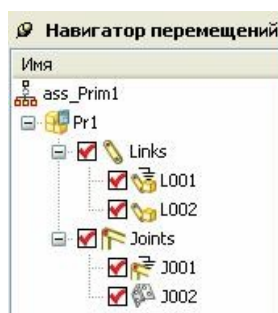 Навигатор перемещений
Имя
ass_Prim1
Pr1
Links
L001
L002
Joints
J001
J002